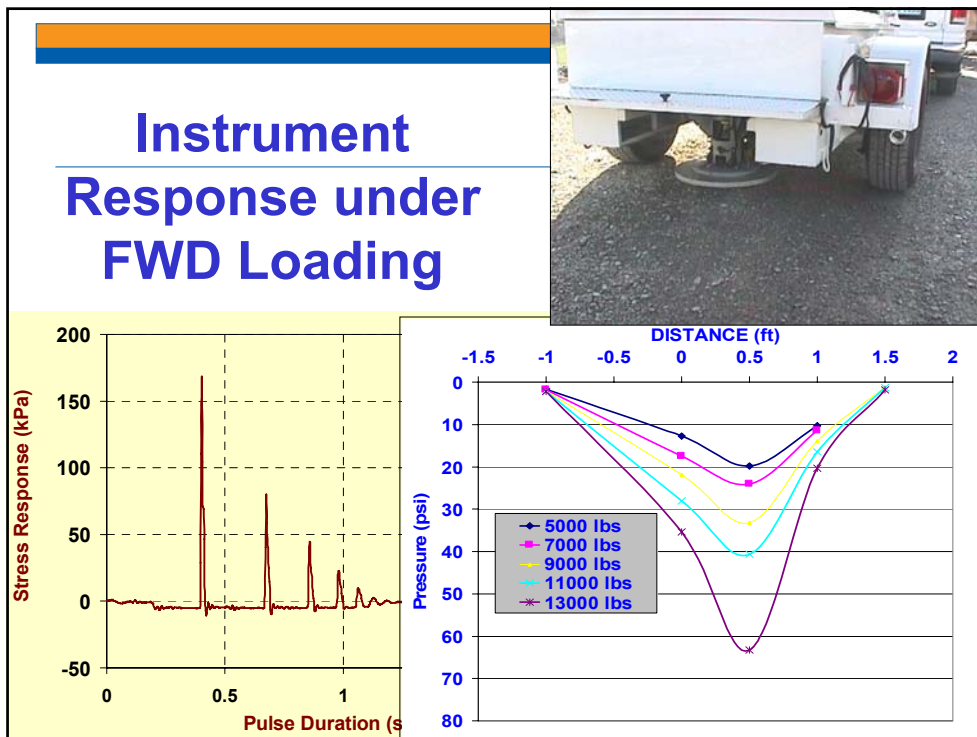 Instrument
Response under
FWD Loading
200
150
100
50
0
-50
Stress Response (kPa)
0 0.5 1
Pulse Duration (s
DISTANCE (ft)
-1.5 -1 -0.5 0 0.5 1 1.5 2
0
10
20
30
40
50
60
70
80
Pressure (psi)
5000 lbs
7000 lbs
9000 lbs
11000 lbs
13000 lbs